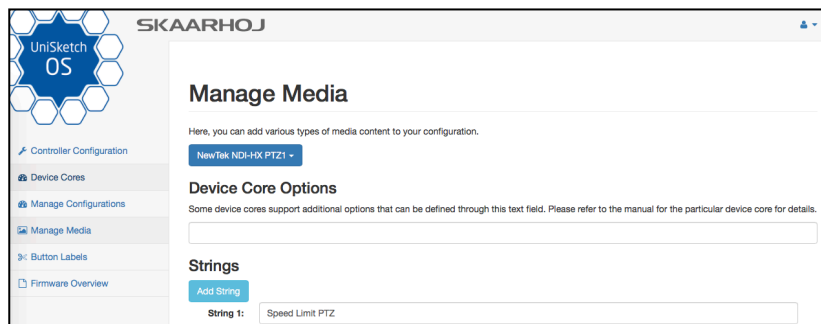 SKAARHOJ
UniSketch
OS
Controller Configuration
Device Cores
Manage Configurations
Manage Media
Button Labels
Firmware Overview
Manage Media
Here, you can add various types of media content to your configuration.
NewTek NDI-HX PTZ1
Device Core Options
Some device cores support additional options that can be defined through this text field. Please refer to the manual for the particular device core for details.
Strings
Add String
String 1: Speed Limit PTZ